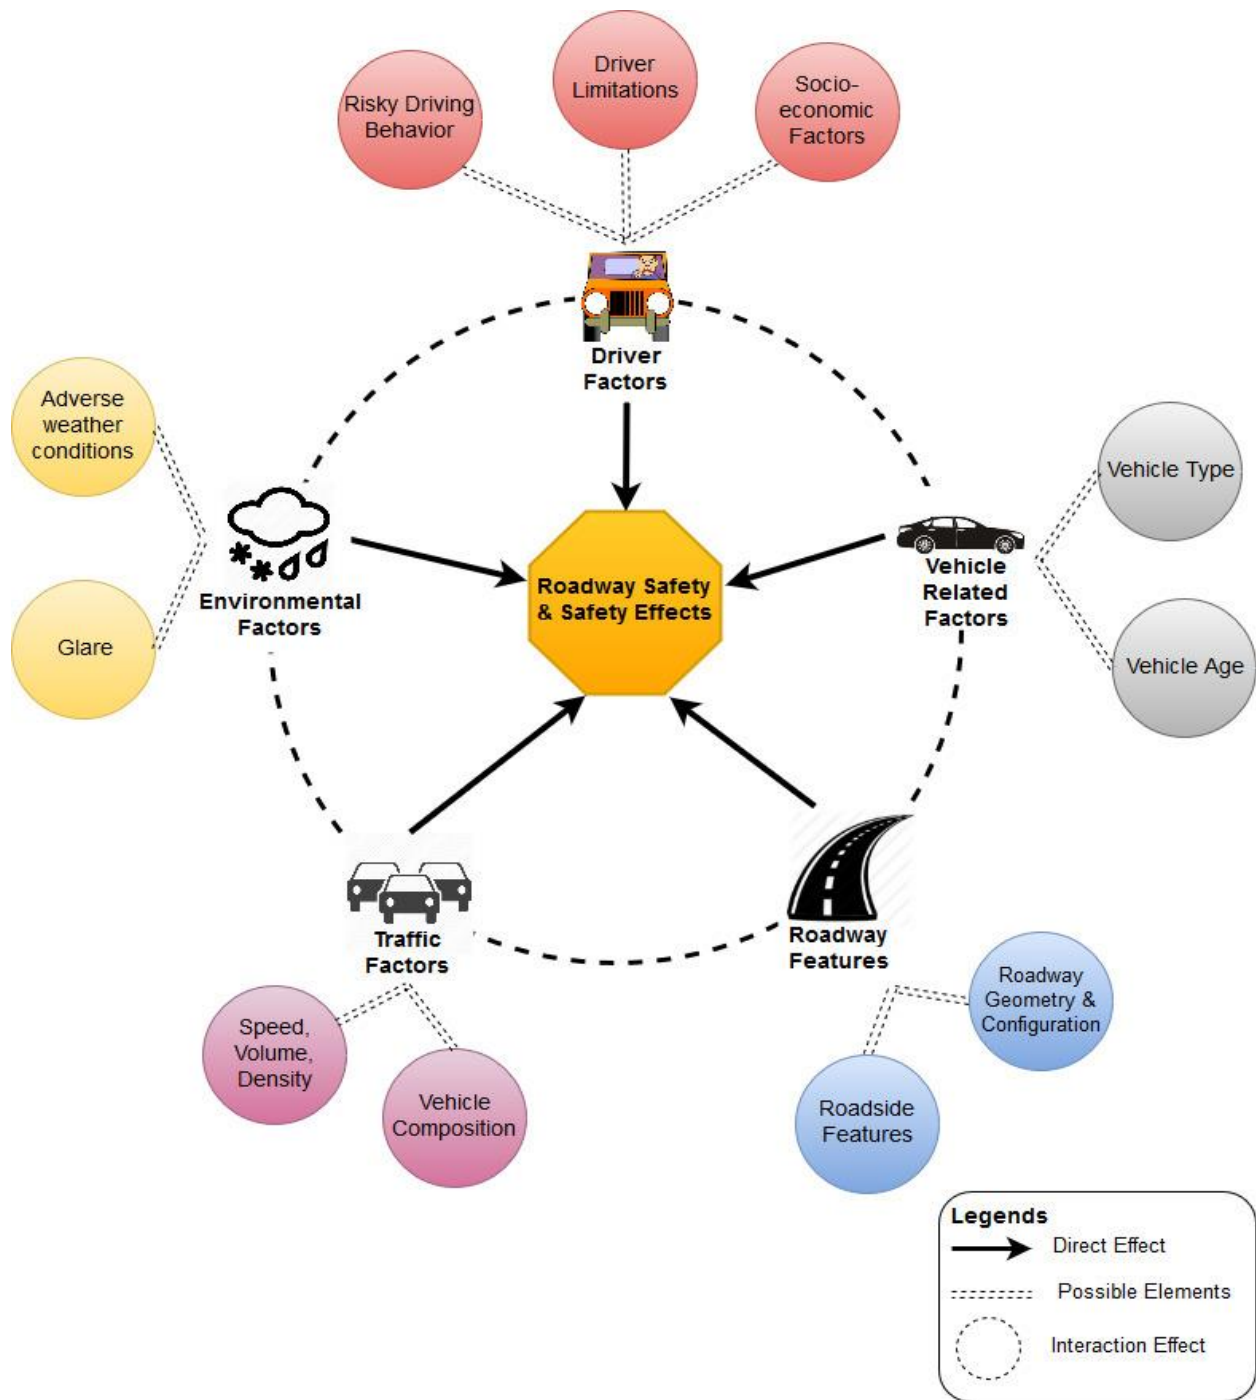 Risky Driving
Behavior
Driver
Limitations
Socio-
economic
Factors
Driver
Factors
Adverse
weather
conditions
Glare
Environmental
Factors
Roadway Safety
& Safety Effects
Vehicle
Related
Factors
Vehicle Type
Vehicle Age
Traffic
Factors
Speed,
Volume,
Density
Vehicle
Composition
Roadway
Features
Roadway
Geometry &
Configuration
Roadside
Features
Legends
Direct Effect
Possible Elements
Interaction Effect